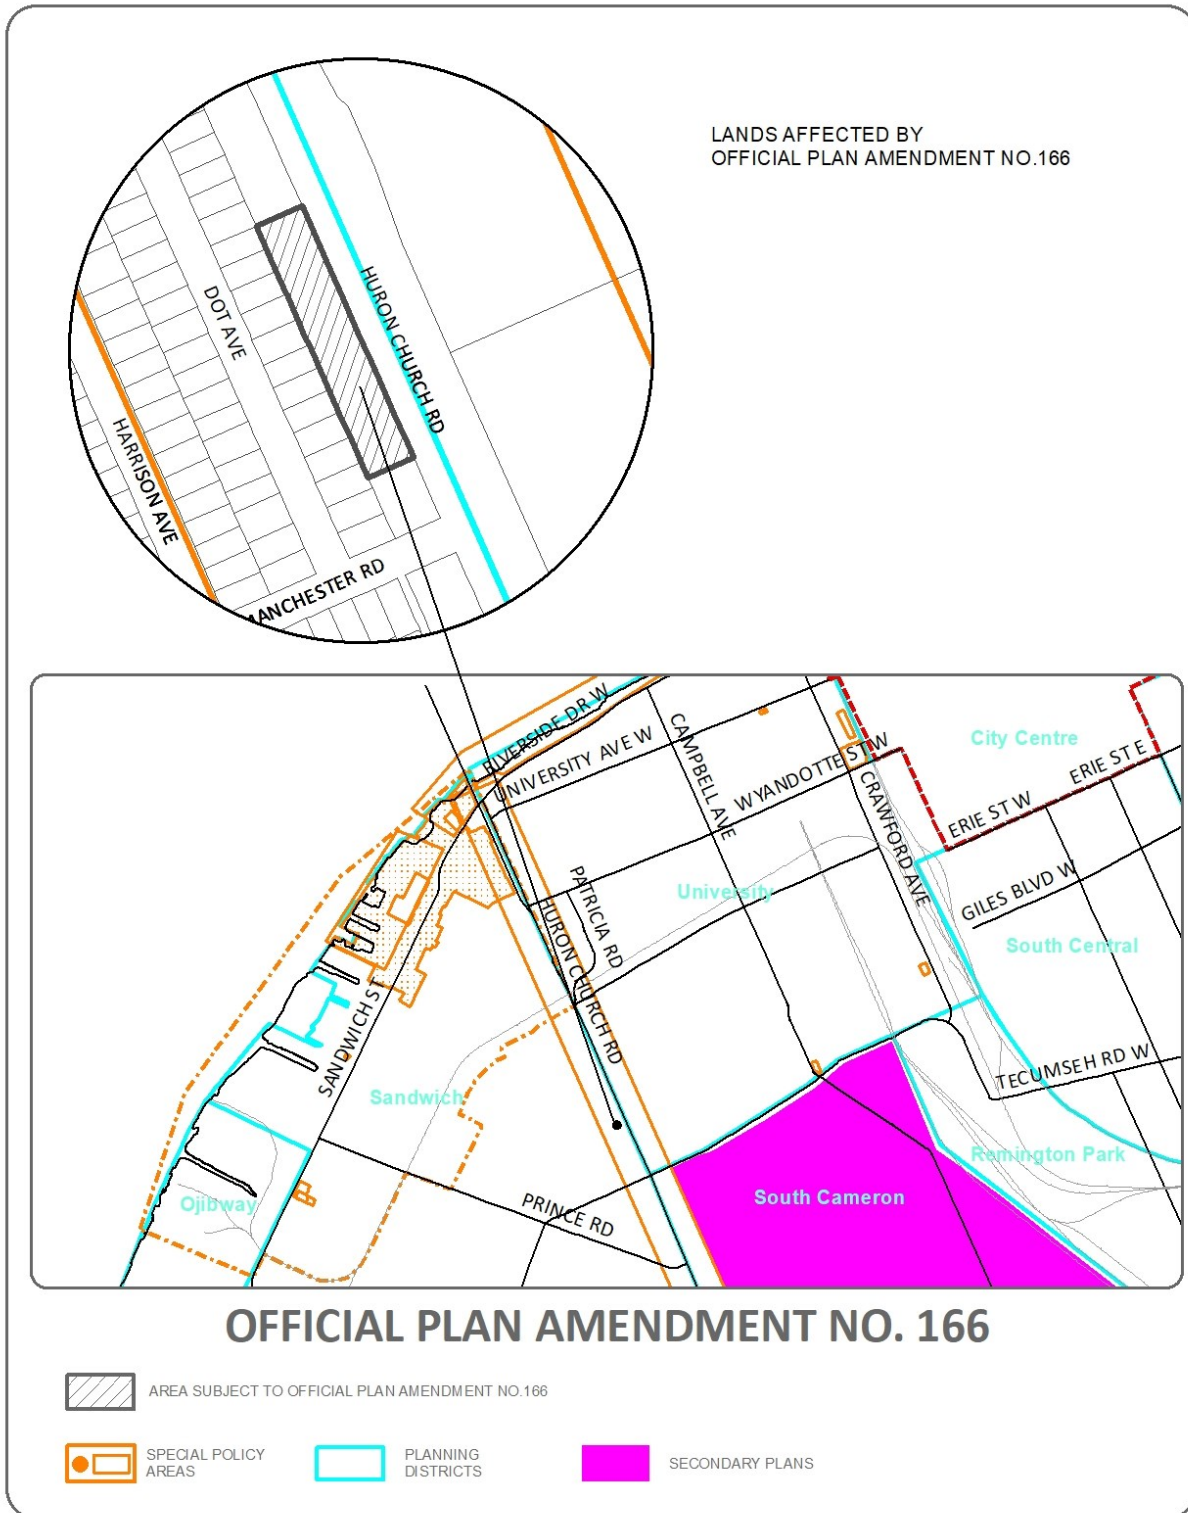 LANDS AFFECTED BY
OFFICIAL PLAN AMENDMENT NO.166
DOT AVE
HURON CHURCH RD
HARRISON AVE
MANCHESTER RD
RIVERSIDE DR W
UNIVERSITY AVE W
CAMPBELL AVE
WYANDOTTE ST W
City Centre
ERIE ST E
ERIE ST W
CRAWFORD AVE
PATRICIA RD
University
GILES BLVD W
HURON CHURCH RD
South Central
SANDWICH ST
Sandwich
TECUMSEH RD W
Remington Park
Ojibway
South Cameron
PRINCE RD
OFFICIAL PLAN AMENDMENT NO. 166
AREA SUBJECT TO OFFICIAL PLAN AMENDMENT NO.166
SPECIAL POLICY
AREAS
PLANNING
DISTRICTS
SECONDARY PLANS